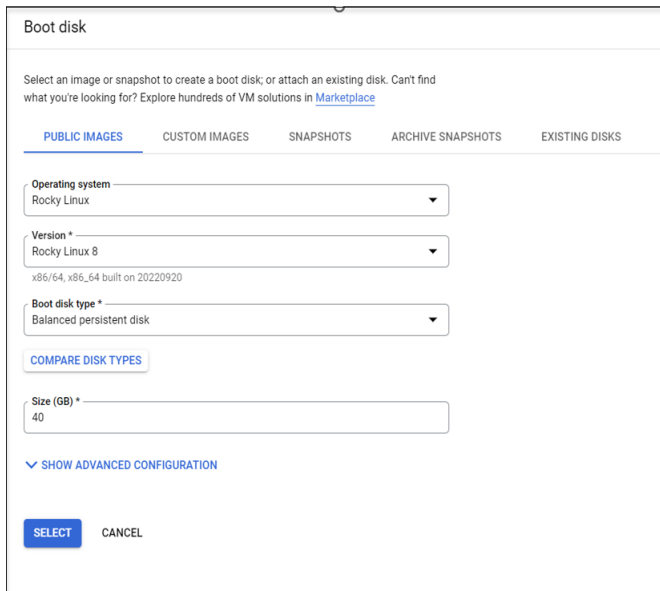 Boot disk
Select an image or snapshot to create a boot disk; or attach an existing disk. Can't find
what you're looking for? Explore hundreds of VM solutions in Marketplace
PUBLIC IMAGES CUSTOM IMAGES SNAPSHOTS ARCHIVE SNAPSHOTS EXISTING DISKS
Operating system
Rocky Linux
Version *
Rocky Linux 8
x86/64, x86_64 built on 20220920
Boot disk type *
Balanced persistent disk
COMPARE DISK TYPES
Size (GB) *
40
SHOW ADVANCED CONFIGURATION
SELECT CANCEL